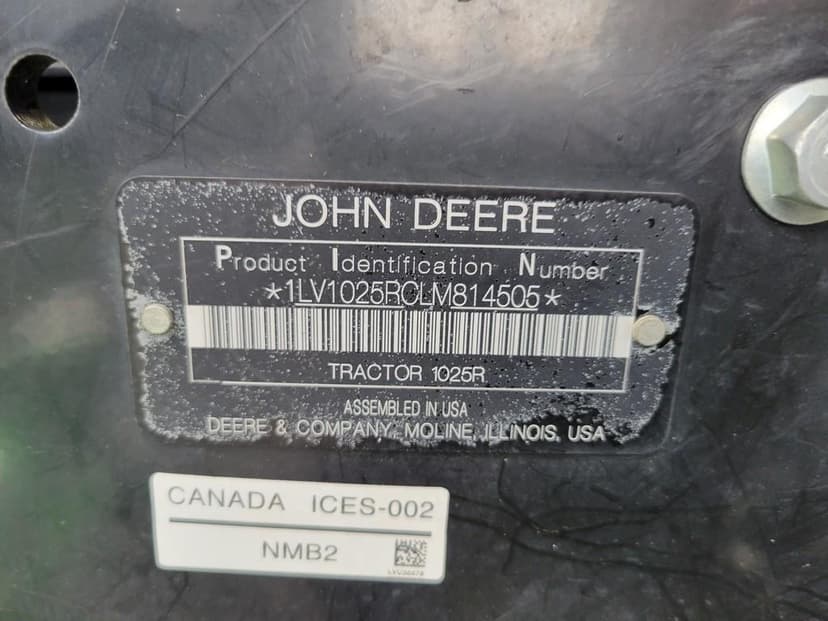 JOHN DEERE
Product Identification Number
*1LV1025RCLM814505*
TRACTOR 1025R
ASSEMBLED IN USA
DEERE & COMPANY, MOLINE, ILLINOIS, USA
CANADA ICES-002
NMB2